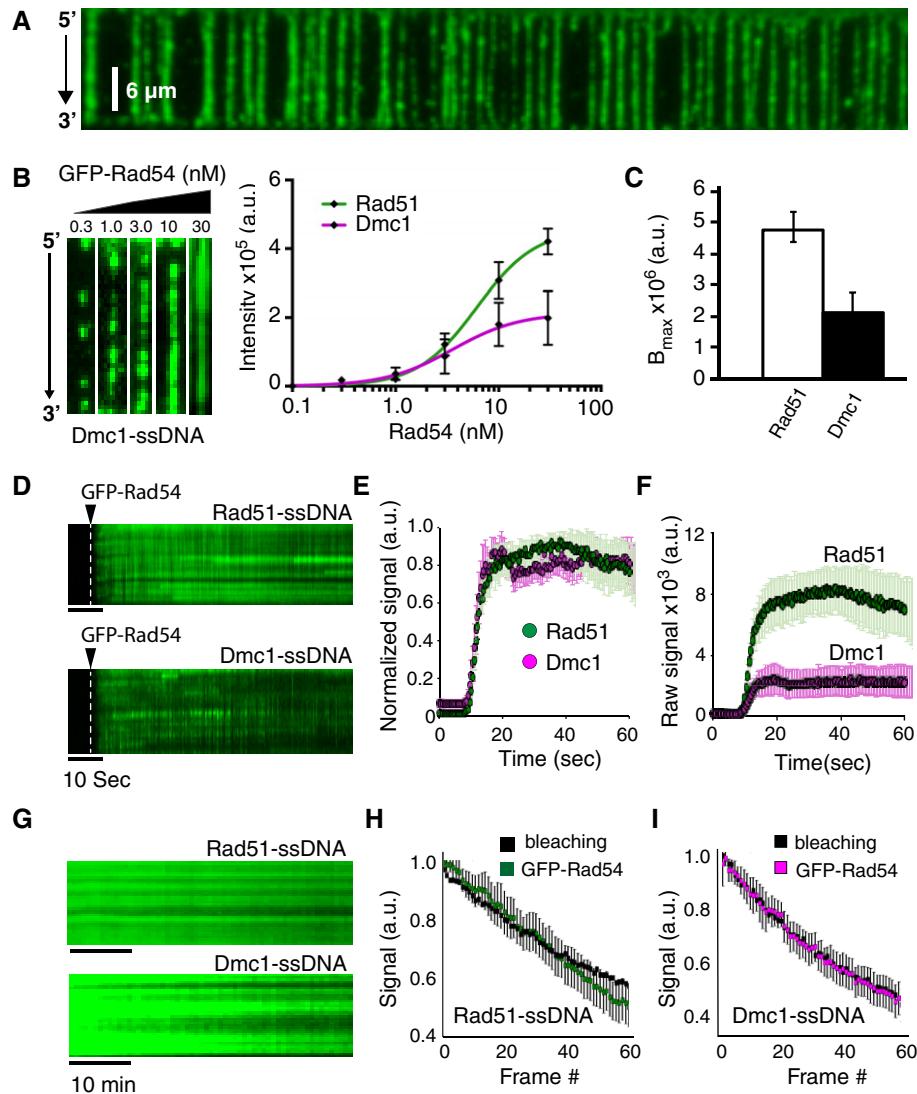 A
5'
6 μm
3'
B
GFP-Rad54 (nM)
0.3 1.0 3.0 10 30
5'
3'
Dmc1-ssDNA
Intensity x10⁵ (a.u.)
6
4
2
0
Rad51
Dmc1
0.1 1.0 10 100
Rad54 (nM)
C
Bmax x10⁶ (a.u.)
6
5
4
3
2
1
0
Rad51
Dmc1
D
GFP-Rad54
Rad51-ssDNA
GFP-Rad54
Dmc1-ssDNA
10 Sec
E
Normalized signal (a.u.)
1.0
0.8
0.6
0.4
0.2
0
Rad51
Dmc1
0 20 40 60
Time (sec)
F
Raw signal x10³ (a.u.)
12
8
4
0
Rad51
Dmc1
0 20 40 60
Time(sec)
G
Rad51-ssDNA
Dmc1-ssDNA
10 min
H
bleaching
GFP-Rad54
Signal (a.u.)
1.0
0.8
0.6
0.4
Rad51-ssDNA
0 20 40 60
Frame #
I
bleaching
GFP-Rad54
Signal (a.u.)
1.0
0.8
0.6
0.4
Dmc1-ssDNA
0 20 40 60
Frame #